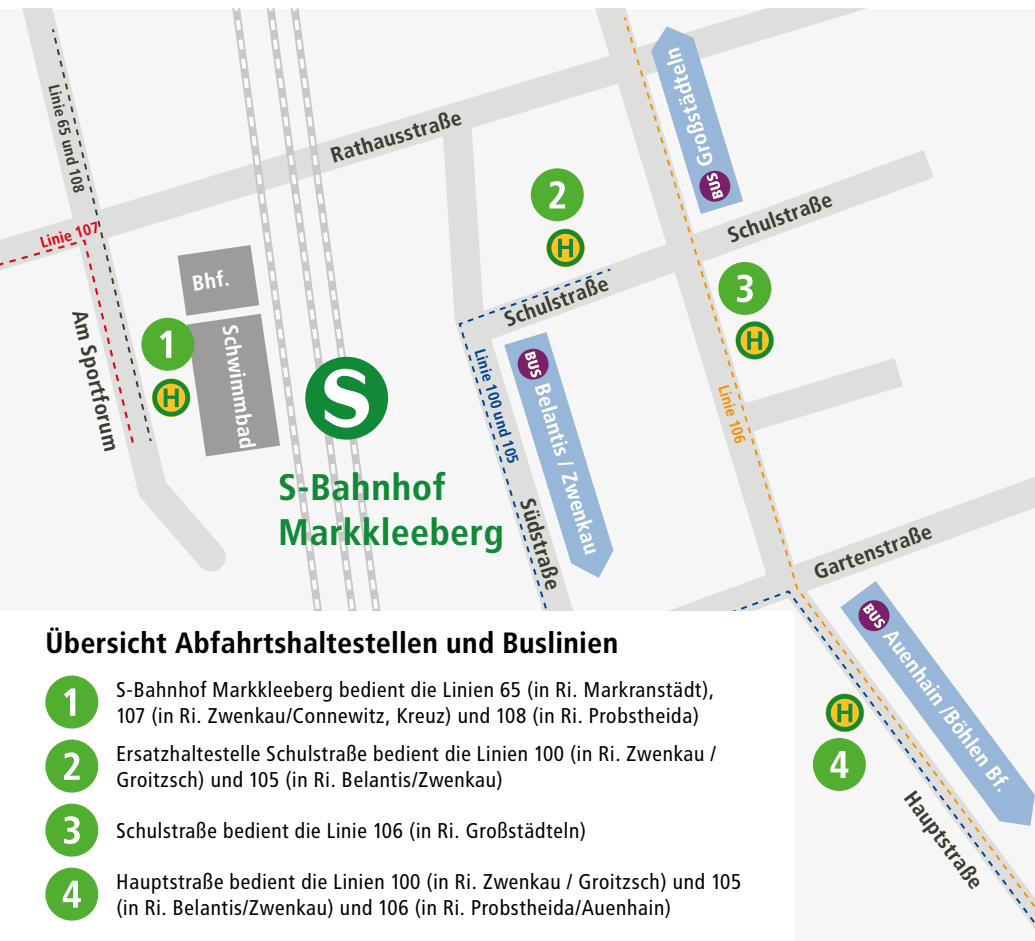 Linie 65 und 108
Rathausstraße
BUS Großstädteln
2
H
Schulstraße
Linie 107
Bhf.
3
H
Schulstraße
Am Sportforum
1
H
Schwimmbad
S
Linie 100 und 105
BUS Belantis / Zwenkau
Linie 106
S-Bahnhof
Markkleeberg
Südstraße
Gartenstraße
BUS Auenhain /Böhlen Bf.
H
4
Hauptstraße
Übersicht Abfahrtshaltestellen und Buslinien
1 S-Bahnhof Markkleeberg bedient die Linien 65 (in Ri. Markranstädt),
107 (in Ri. Zwenkau/Connewitz, Kreuz) und 108 (in Ri. Probstheida)
2 Ersatzhaltestelle Schulstraße bedient die Linien 100 (in Ri. Zwenkau /
Groitzsch) und 105 (in Ri. Belantis/Zwenkau)
3 Schulstraße bedient die Linie 106 (in Ri. Großstädteln)
4 Hauptstraße bedient die Linien 100 (in Ri. Zwenkau / Groitzsch) und 105
(in Ri. Belantis/Zwenkau) und 106 (in Ri. Probstheida/Auenhain)